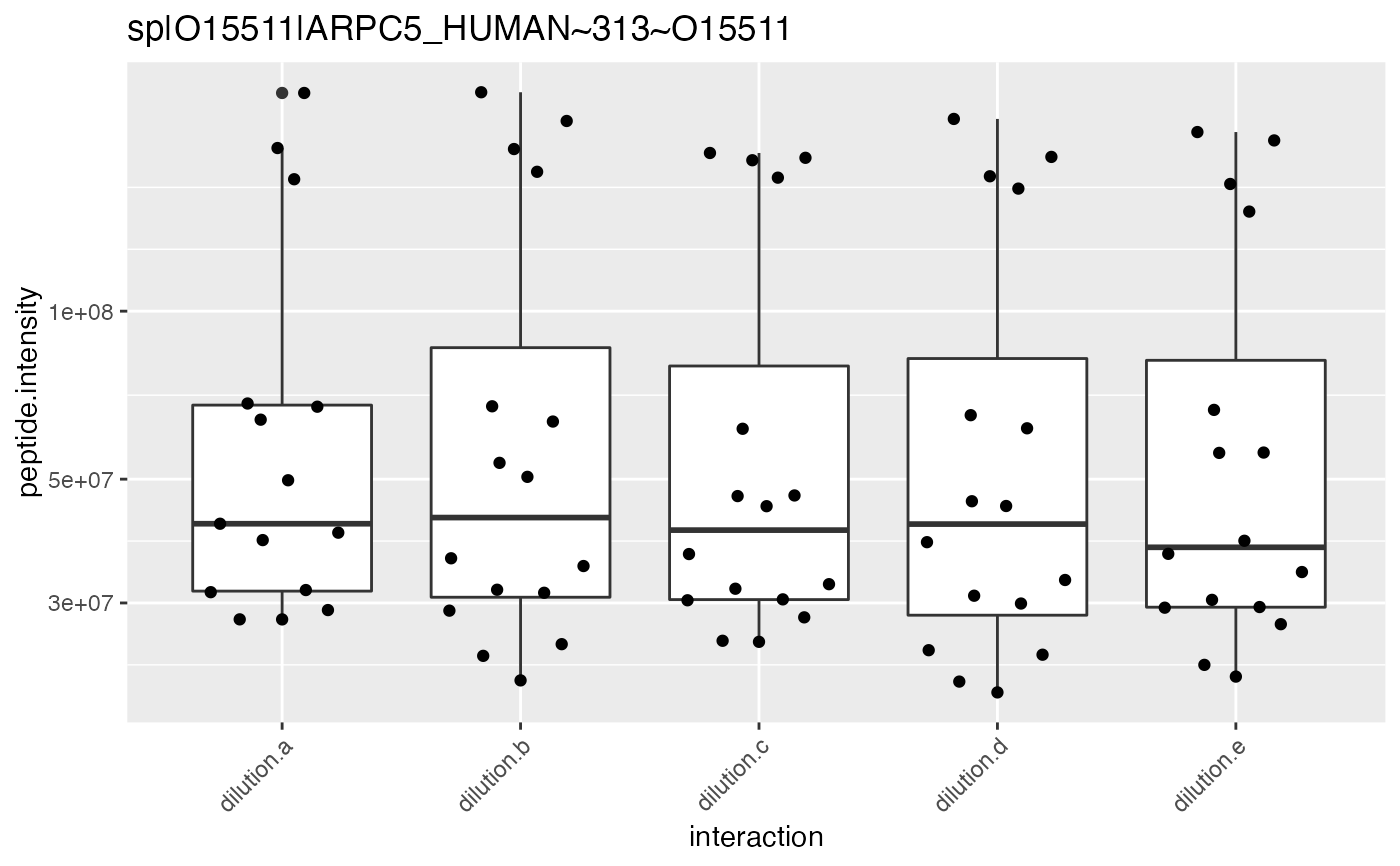 sp|O15511|ARPC5_HUMAN~313~O15511
peptide.intensity
1e+08
5e+07
3e+07
dilution.a
dilution.b
dilution.c
dilution.d
dilution.e
interaction